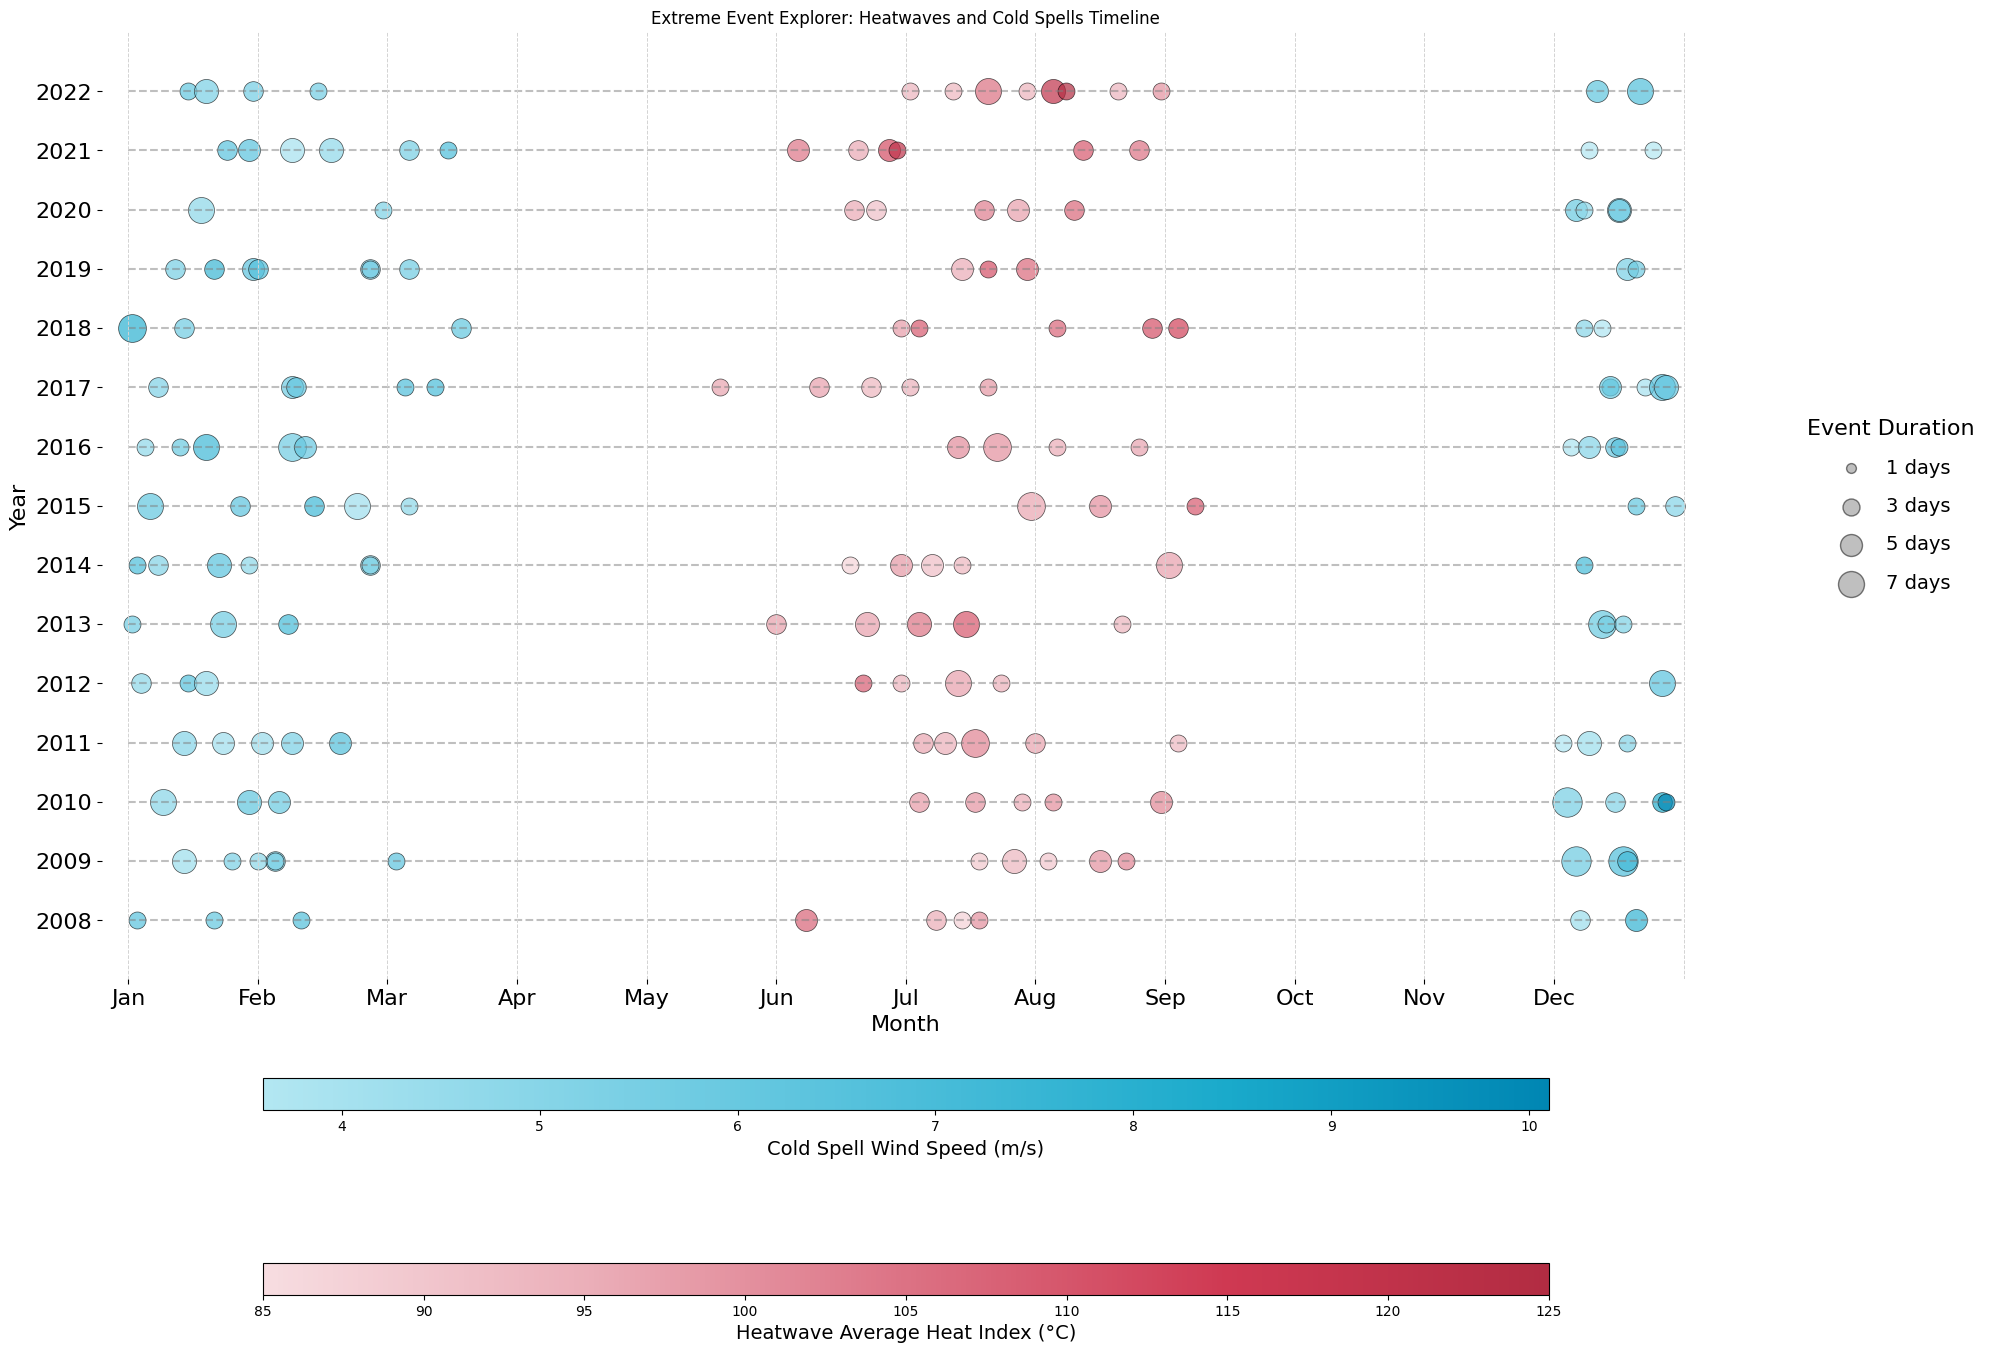 Extreme Event Explorer: Heatwaves and Cold Spells Timeline
Year
2022
2021
2020
2019
2018
2017
2016
2015
2014
2013
2012
2011
2010
2009
2008
Jan Feb Mar Apr May Jun Jul Aug Sep Oct Nov Dec
Month
Event Duration
1 days
3 days
5 days
7 days
4 5 6 7 8 9 10
Cold Spell Wind Speed (m/s)
85 90 95 100 105 110 115 120 125
Heatwave Average Heat Index (°C)